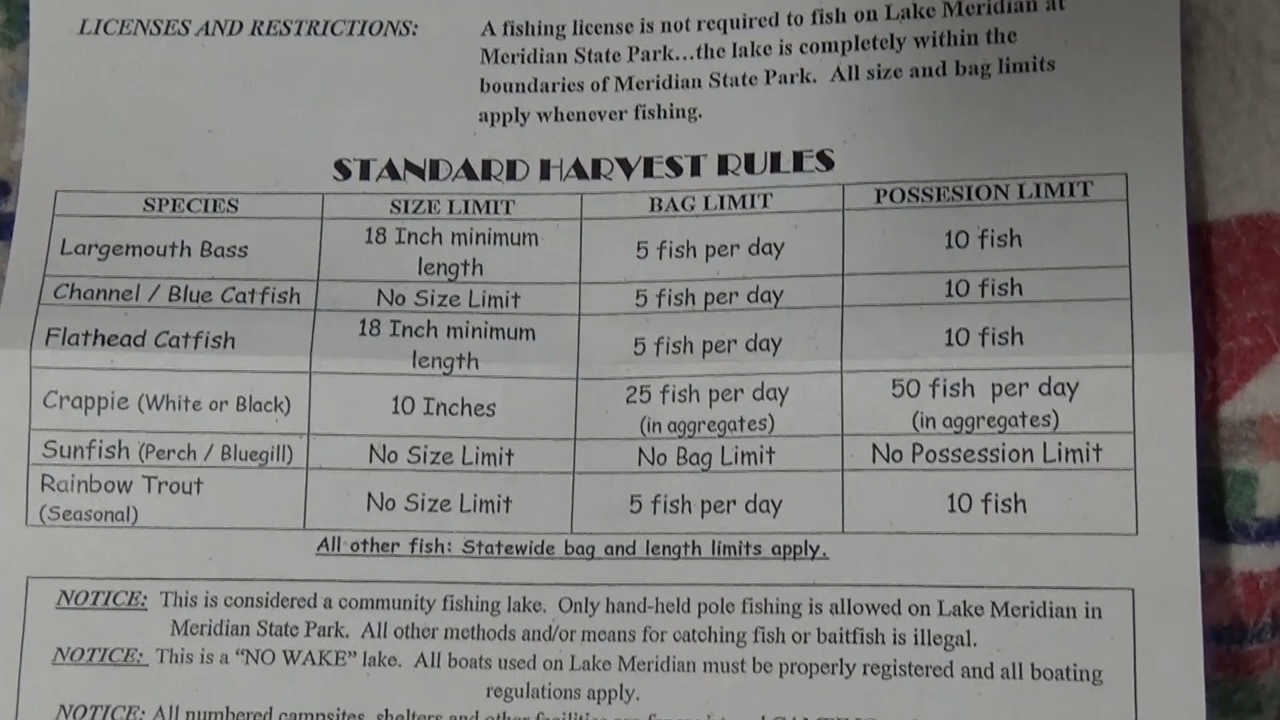 LICENSES AND RESTRICTIONS:
A fishing license is not required to fish on Lake Meridian at
Meridian State Park...the lake is completely within the
boundaries of Meridian State Park. All size and bag limits
apply whenever fishing.
STANDARD HARVEST RULES
SPECIES SIZE LIMIT BAG LIMIT POSSESION LIMIT
Largemouth Bass 18 Inch minimum 5 fish per day 10 fish
length
Channel / Blue Catfish No Size Limit 5 fish per day 10 fish
Flathead Catfish 18 Inch minimum 5 fish per day 10 fish
length
Crappie (White or Black) 10 Inches 25 fish per day 50 fish per day
(in aggregates) (in aggregates)
Sunfish (Perch / Bluegill) No Size Limit No Bag Limit No Possession Limit
Rainbow Trout No Size Limit 5 fish per day 10 fish
(Seasonal)
All other fish: Statewide bag and length limits apply.
NOTICE: This is considered a community fishing lake. Only hand-held pole fishing is allowed on Lake Meridian in
Meridian State Park. All other methods and/or means for catching fish or baitfish is illegal.
NOTICE: This is a "NO WAKE" lake. All boats used on Lake Meridian must be properly registered and all boating
regulations apply.
NOTICE: All numbered campsites, shelters and other facilities are